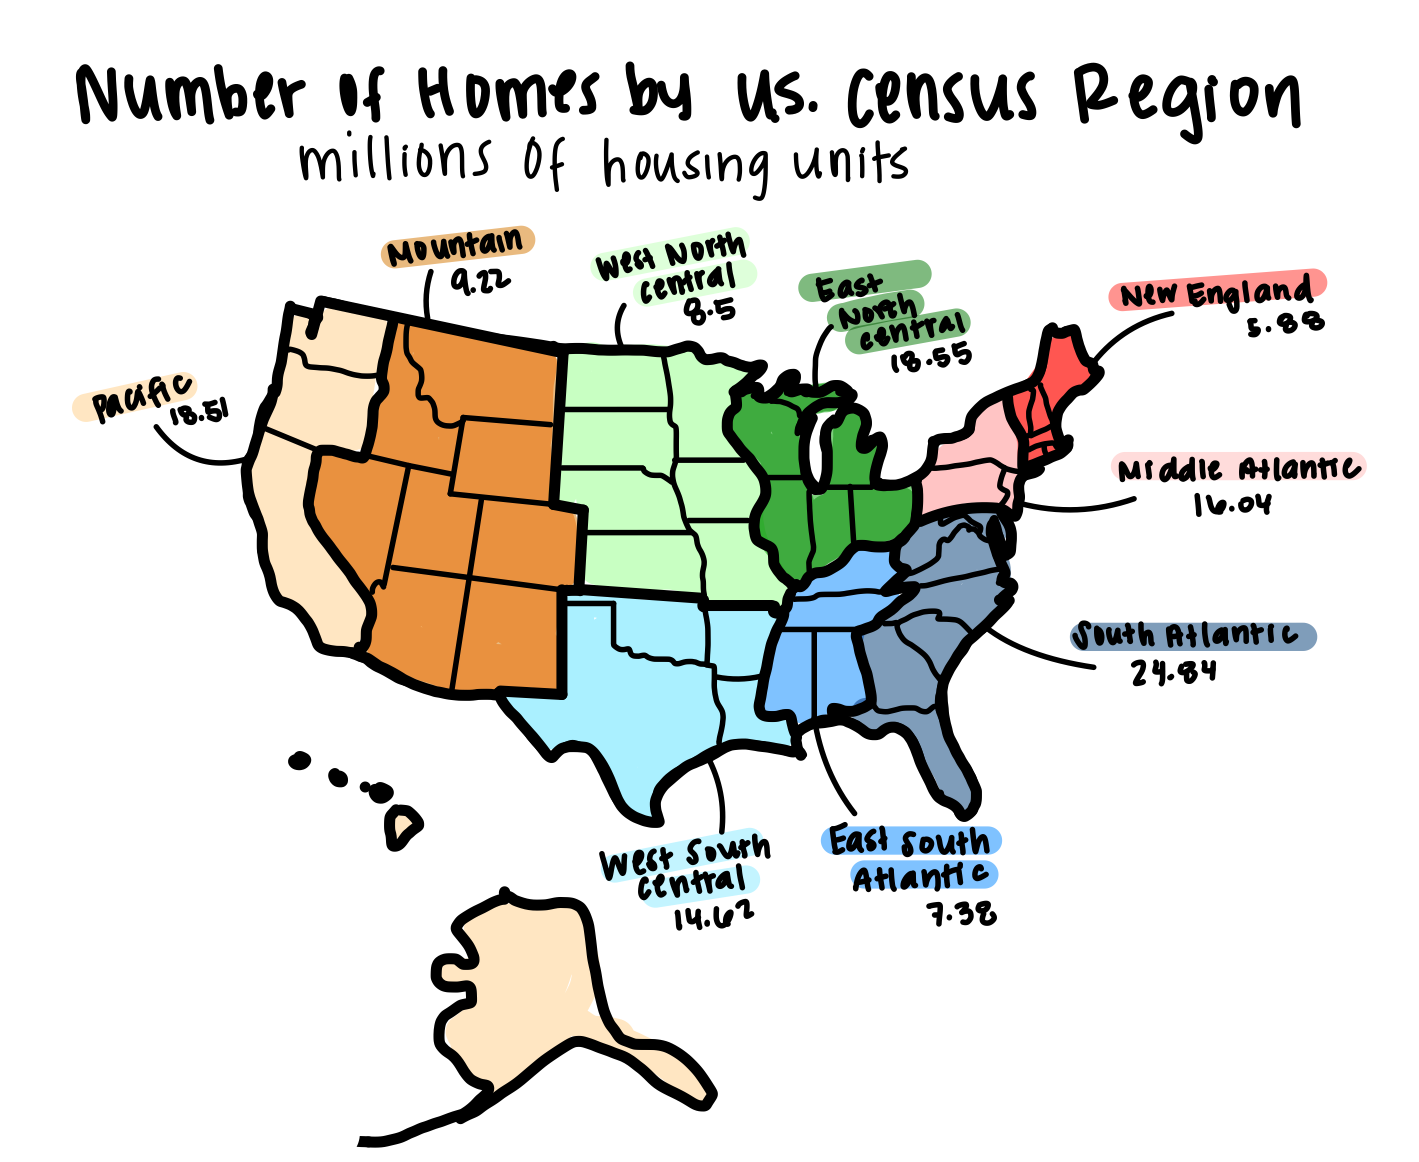 Number of Homes by U.S. Census Region
millions of housing units
Mountain
9.22
West North
Central
8.5
East
North
Central
18.55
New England
5.88
Pacific
18.51
Middle Atlantic
16.04
South Atlantic
24.84
West South
Central
14.62
East South
Atlantic
7.38